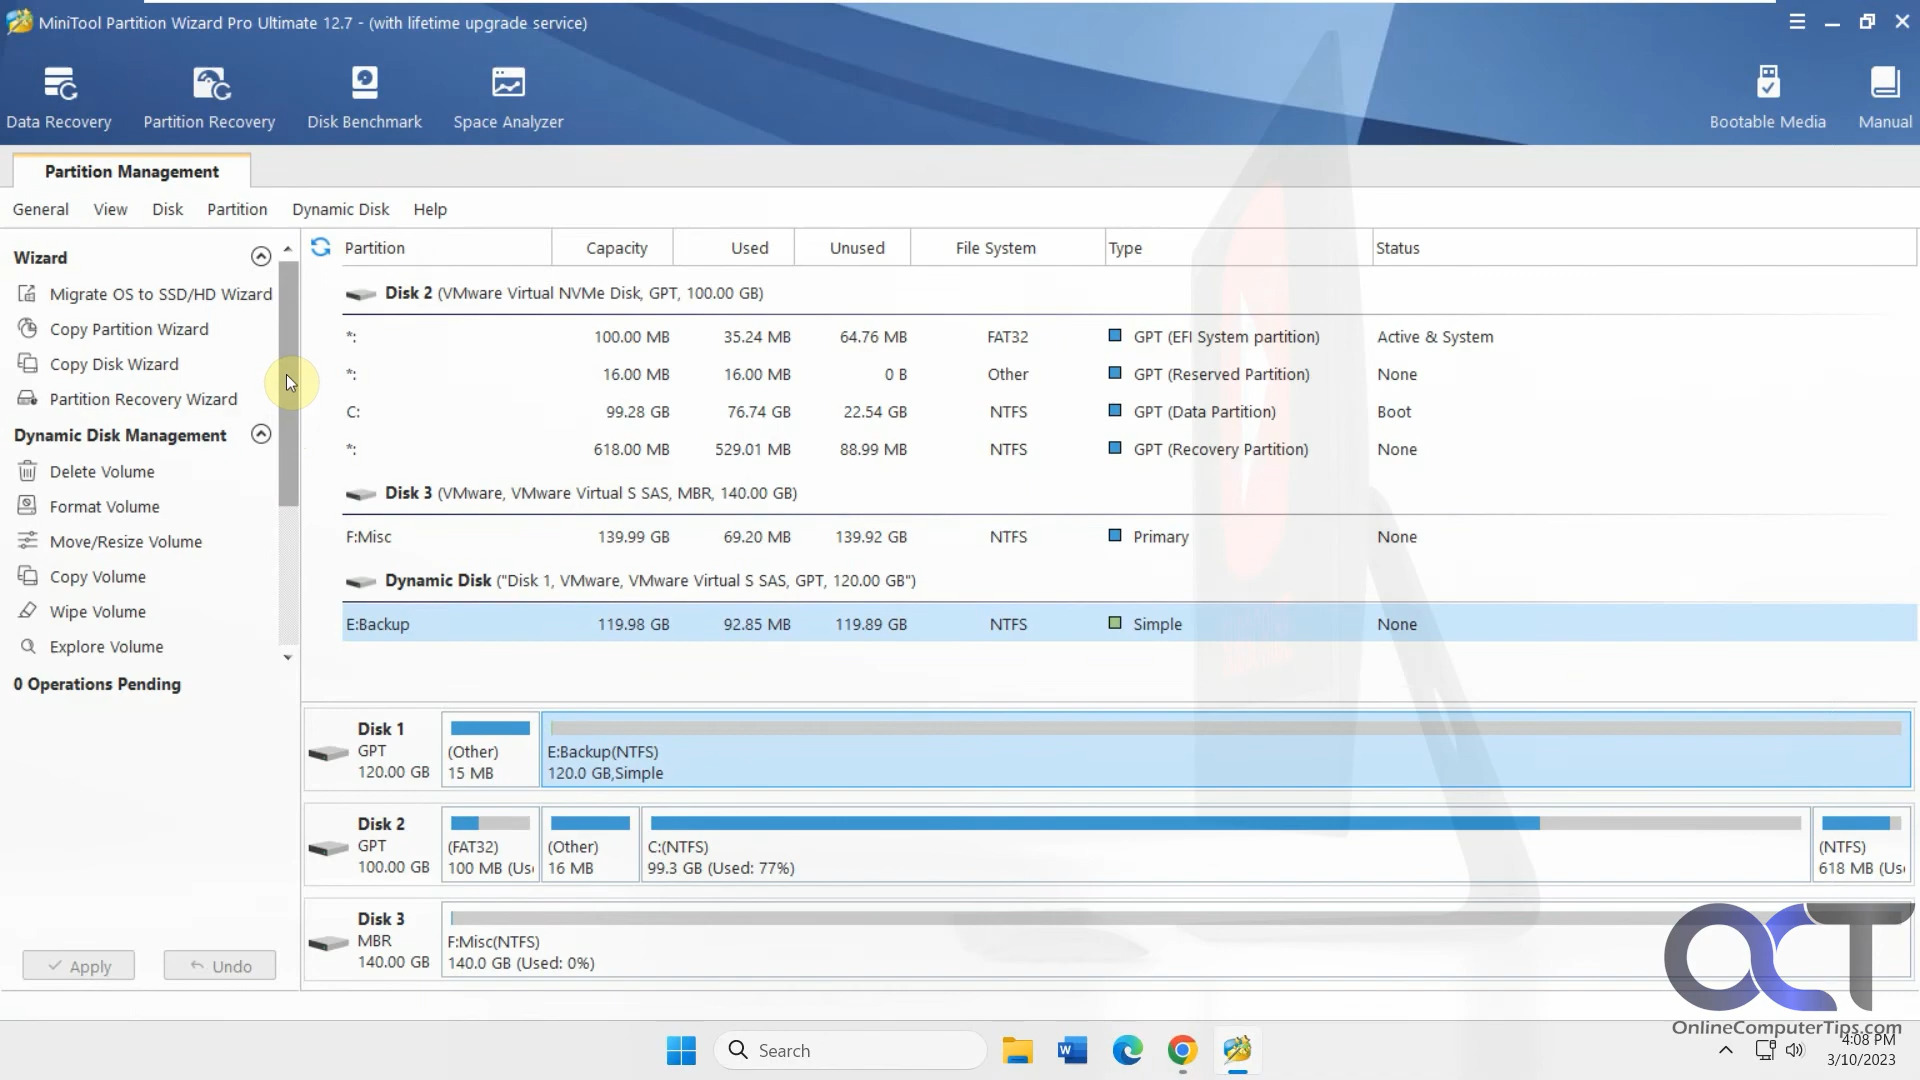 MiniTool Partition Wizard Pro Ultimate 12.7 - (with lifetime upgrade service)
Data Recovery Partition Recovery Disk Benchmark Space Analyzer Bootable Media Manual
Partition Management
General View Disk Partition Dynamic Disk Help
Wizard
Migrate OS to SSD/HD Wizard
Copy Partition Wizard
Copy Disk Wizard
Partition Recovery Wizard
Dynamic Disk Management
Delete Volume
Format Volume
Move/Resize Volume
Copy Volume
Wipe Volume
Explore Volume
0 Operations Pending
Apply Undo
Partition Capacity Used Unused File System Type Status
Disk 2 (VMware Virtual NVMe Disk, GPT, 100.00 GB)
*: 100.00 MB 35.24 MB 64.76 MB FAT32 GPT (EFI System partition) Active & System
*: 16.00 MB 16.00 MB 0 B Other GPT (Reserved Partition) None
C: 99.28 GB 76.74 GB 22.54 GB NTFS GPT (Data Partition) Boot
*: 618.00 MB 529.01 MB 88.99 MB NTFS GPT (Recovery Partition) None
Disk 3 (VMware, VMware Virtual S SAS, MBR, 140.00 GB)
F:Misc 139.99 GB 69.20 MB 139.92 GB NTFS Primary None
Dynamic Disk ("Disk 1, VMware, VMware Virtual S SAS, GPT, 120.00 GB")
E:Backup 119.98 GB 92.85 MB 119.89 GB NTFS Simple None
Disk 1
GPT
120.00 GB
(Other)
15 MB
E:Backup(NTFS)
120.0 GB,Simple
Disk 2
GPT
100.00 GB
(FAT32)
100 MB (Us
(Other)
16 MB
C:(NTFS)
99.3 GB (Used: 77%)
(NTFS)
618 MB (Us
Disk 3
MBR
140.00 GB
F:Misc(NTFS)
140.0 GB (Used: 0%)
OCT
OnlineComputerTips.com
Search
4:08 PM
3/10/2023